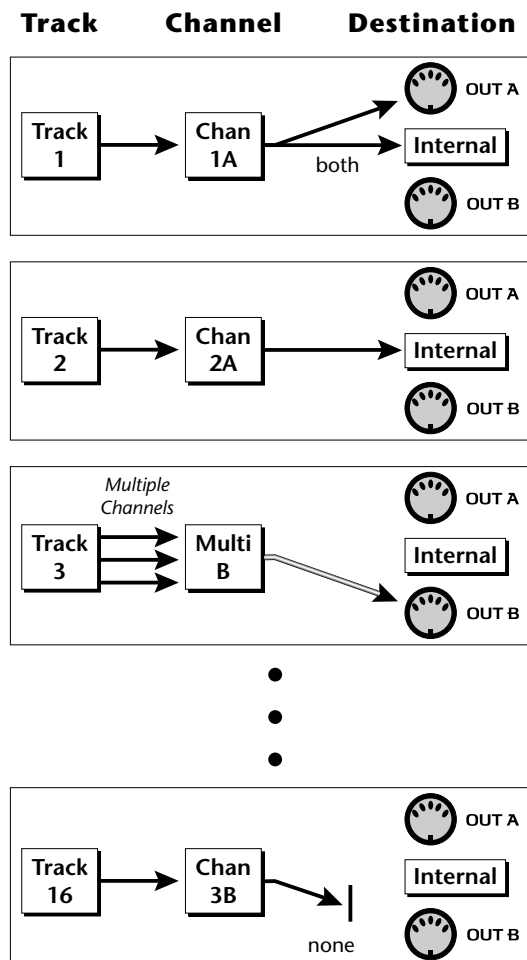 Track Channel Destination
Track
1
Chan
1A
both
OUT A
Internal
OUT B
Track
2
Chan
2A
OUT A
Internal
OUT B
Multiple
Channels
Track
3
Multi
B
OUT A
Internal
OUT B
Track
16
Chan
3B
none
OUT A
Internal
OUT B